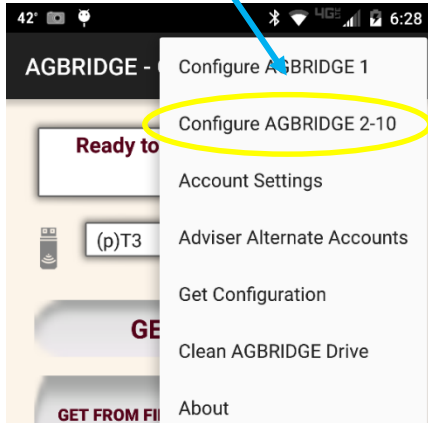 42° 4G 6:28
AGBRIDGE -
Configure AGBRIDGE 1
Configure AGBRIDGE 2-10
Ready to
Account Settings
(p)T3
Adviser Alternate Accounts
Get Configuration
GE
Clean AGBRIDGE Drive
GET FROM FI
About